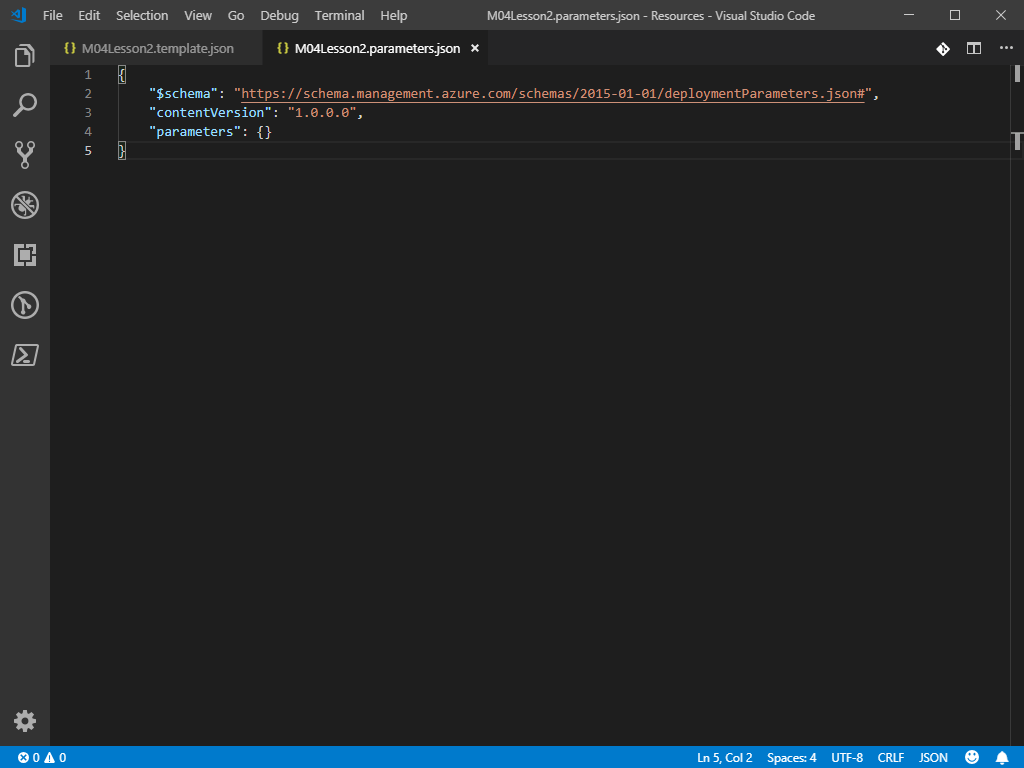 File Edit Selection View Go Debug Terminal Help M04Lesson2.parameters.json - Resources - Visual Studio Code
{} M04Lesson2.template.json {} M04Lesson2.parameters.json ×
1 {
2 "$schema": "https://schema.management.azure.com/schemas/2015-01-01/deploymentParameters.json#",
3 "contentVersion": "1.0.0.0",
4 "parameters": {}
5 }
0 0 Ln 5, Col 2 Spaces: 4 UTF-8 CRLF JSON